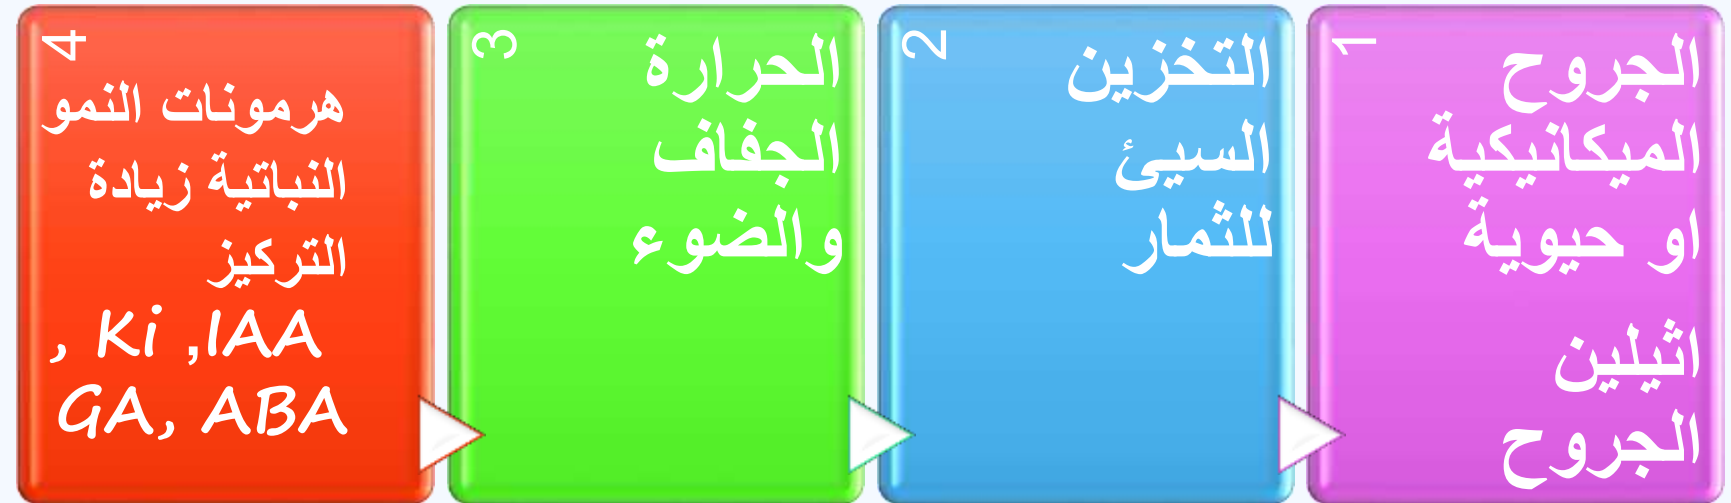 1
الجروح
الميكانيكية
او حيوية
اثيلين
الجروح
2
التخزين
السيئ
للثمار
3
الحرارة
الجفاف
والضوء
4
هرمونات النمو
النباتية زيادة
التركيز
, Ki ,IAA
GA, ABA